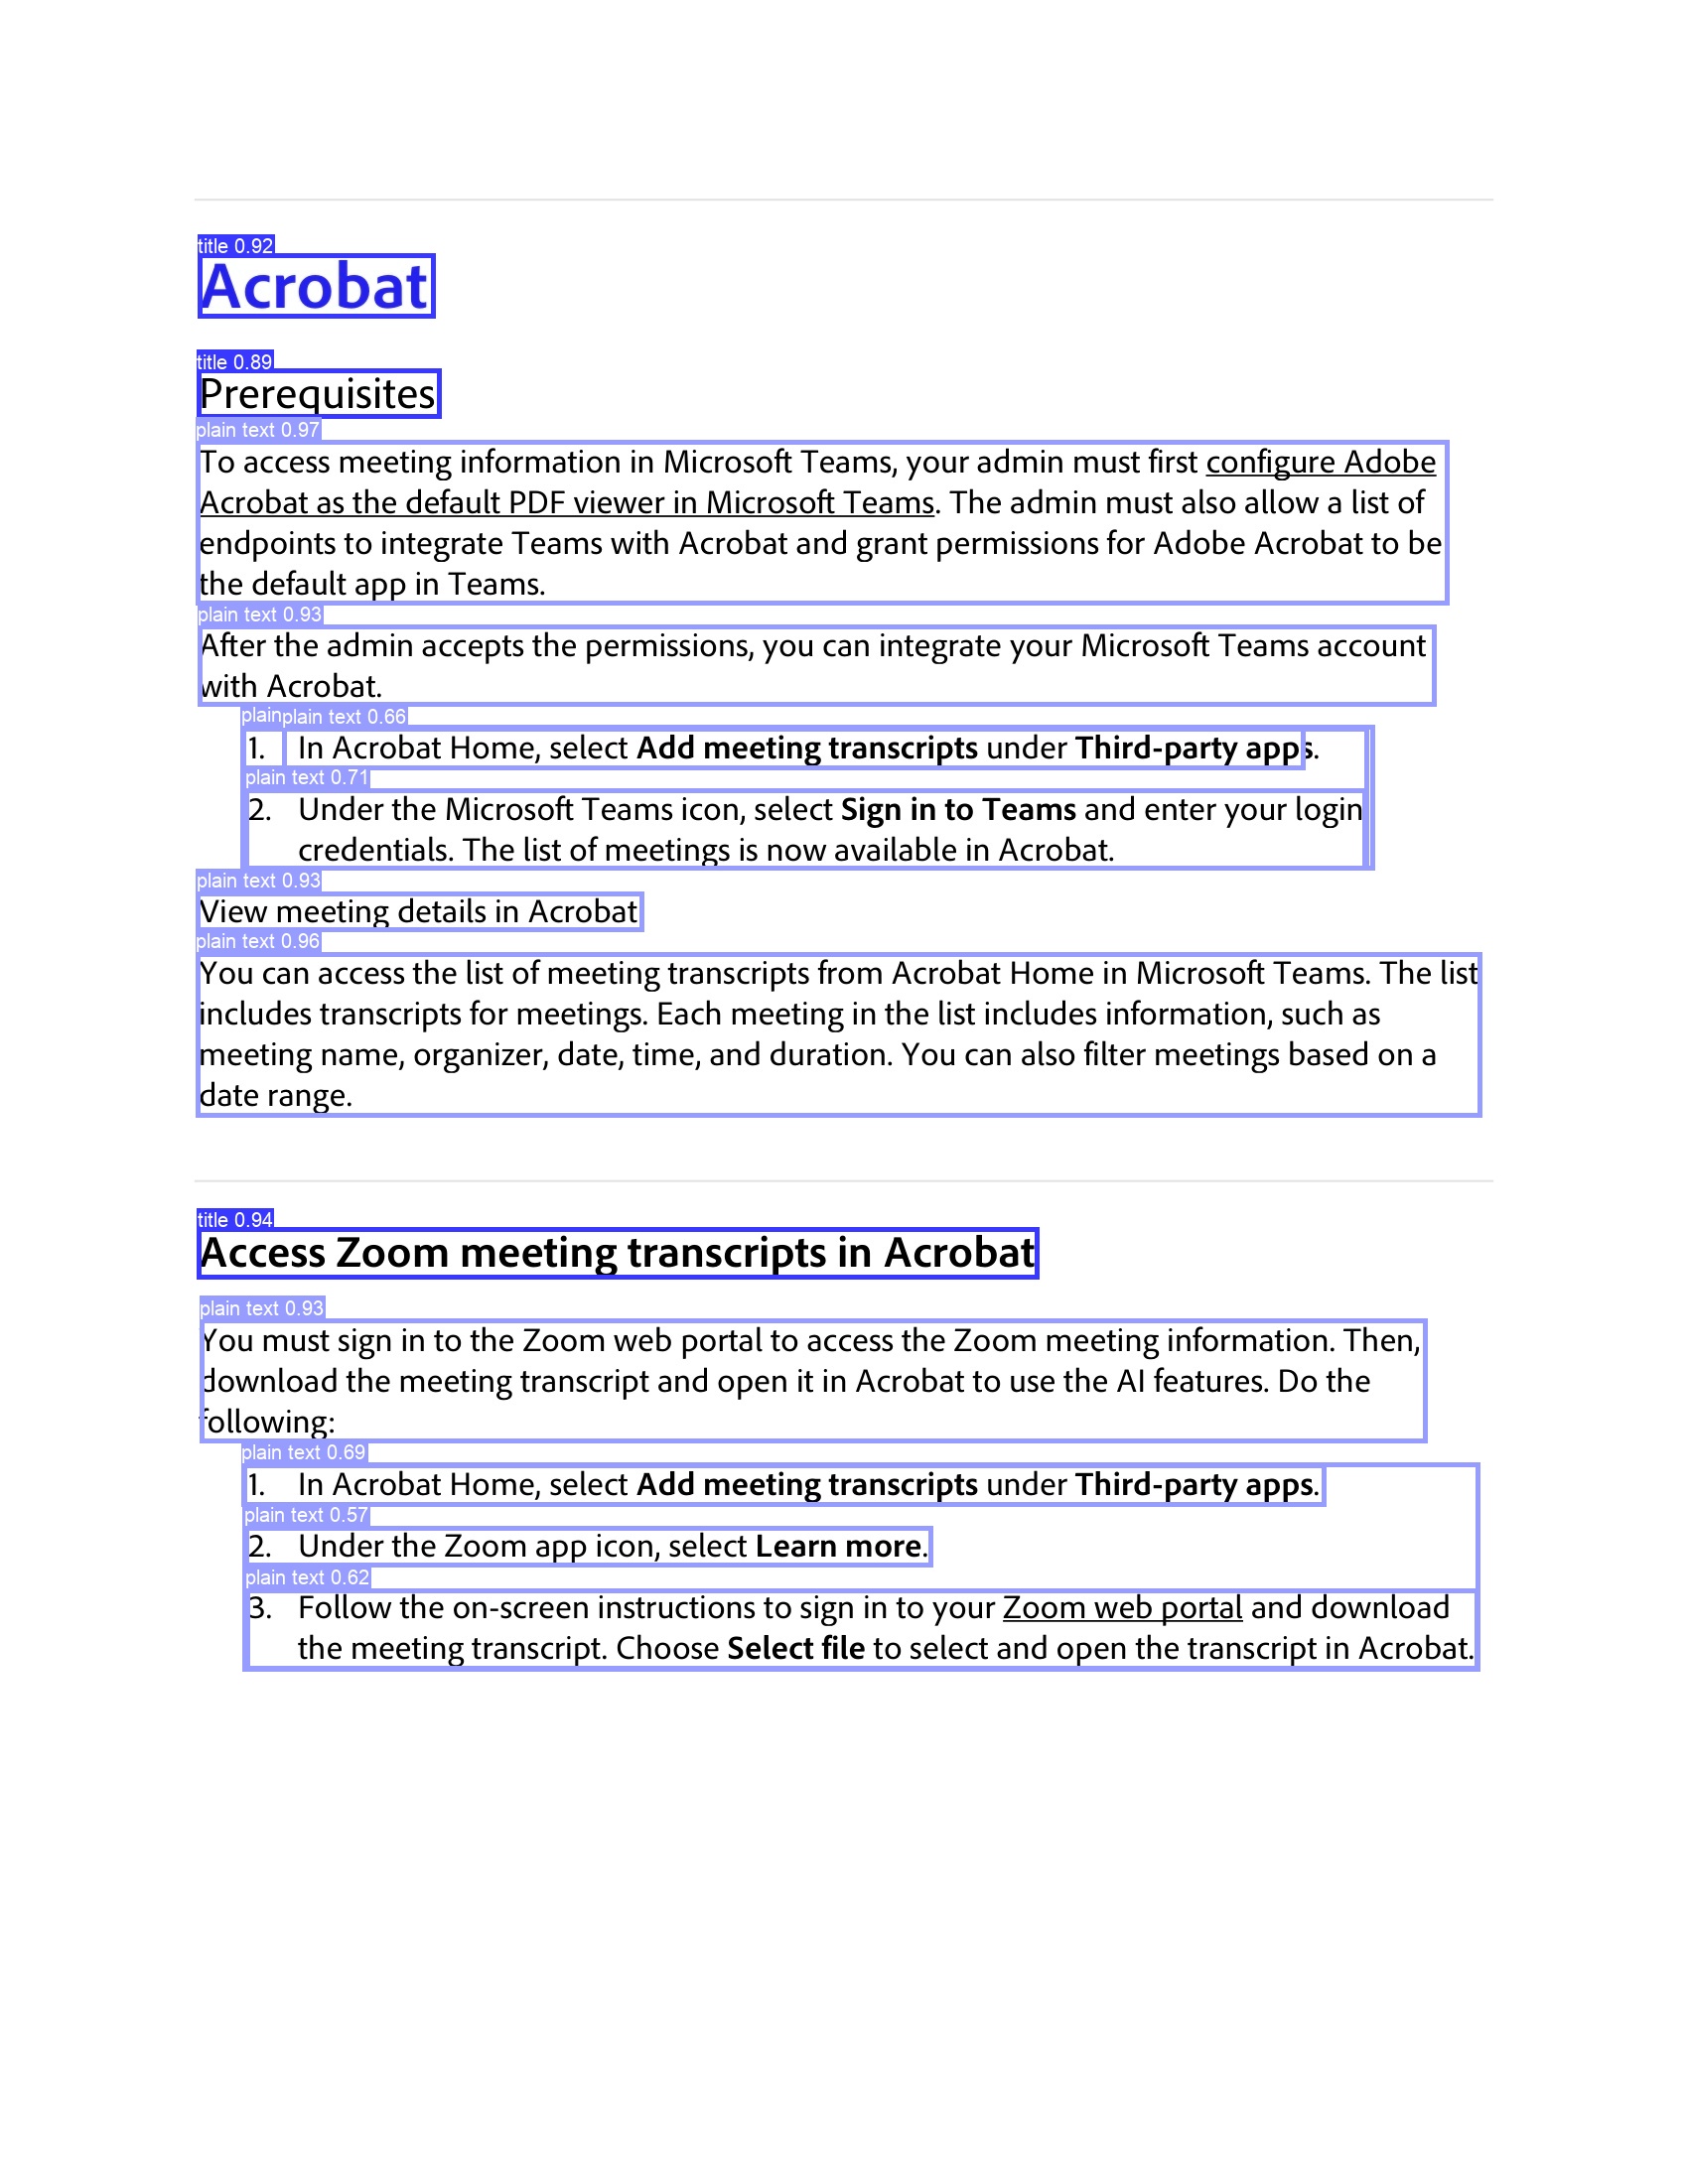 title 0.92
Acrobat
title 0.89
Prerequisites
plain text 0.97
To access meeting information in Microsoft Teams, your admin must first configure Adobe
Acrobat as the default PDF viewer in Microsoft Teams. The admin must also allow a list of
endpoints to integrate Teams with Acrobat and grant permissions for Adobe Acrobat to be
the default app in Teams.
plain text 0.93
After the admin accepts the permissions, you can integrate your Microsoft Teams account
with Acrobat.
plain plain text 0.66
1. In Acrobat Home, select Add meeting transcripts under Third-party apps.
plain text 0.71
2. Under the Microsoft Teams icon, select Sign in to Teams and enter your login
credentials. The list of meetings is now available in Acrobat.
plain text 0.93
View meeting details in Acrobat
plain text 0.96
You can access the list of meeting transcripts from Acrobat Home in Microsoft Teams. The list
includes transcripts for meetings. Each meeting in the list includes information, such as
meeting name, organizer, date, time, and duration. You can also filter meetings based on a
date range.
title 0.94
Access Zoom meeting transcripts in Acrobat
plain text 0.93
You must sign in to the Zoom web portal to access the Zoom meeting information. Then,
download the meeting transcript and open it in Acrobat to use the AI features. Do the
following:
plain text 0.69
1. In Acrobat Home, select Add meeting transcripts under Third-party apps.
plain text 0.57
2. Under the Zoom app icon, select Learn more.
plain text 0.62
3. Follow the on-screen instructions to sign in to your Zoom web portal and download
the meeting transcript. Choose Select file to select and open the transcript in Acrobat.